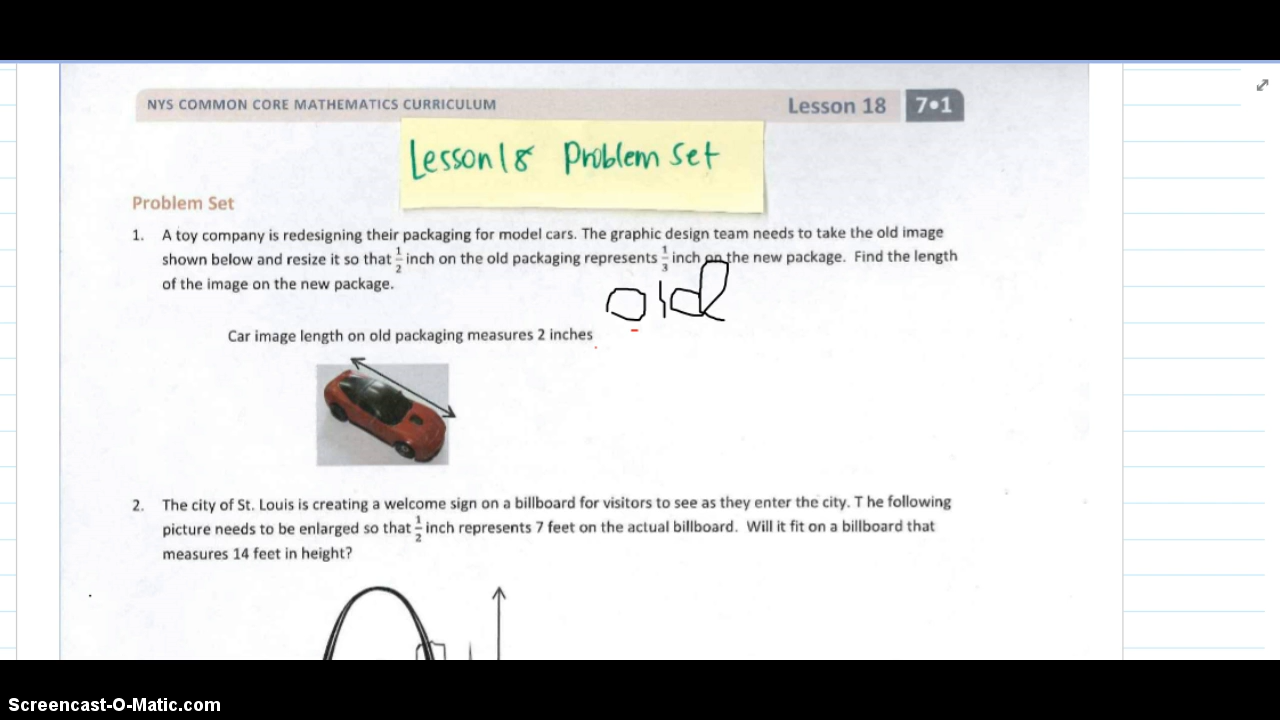 NYS COMMON CORE MATHEMATICS CURRICULUM Lesson 18 7•1
Lesson 18 Problem Set
Problem Set
1. A toy company is redesigning their packaging for model cars. The graphic design team needs to take the old image
shown below and resize it so that 1/2 inch on the old packaging represents 1/3 inch on the new package. Find the length
of the image on the new package.
old
Car image length on old packaging measures 2 inches
2. The city of St. Louis is creating a welcome sign on a billboard for visitors to see as they enter the city. T he following
picture needs to be enlarged so that 1/2 inch represents 7 feet on the actual billboard. Will it fit on a billboard that
measures 14 feet in height?
Screencast-O-Matic.com